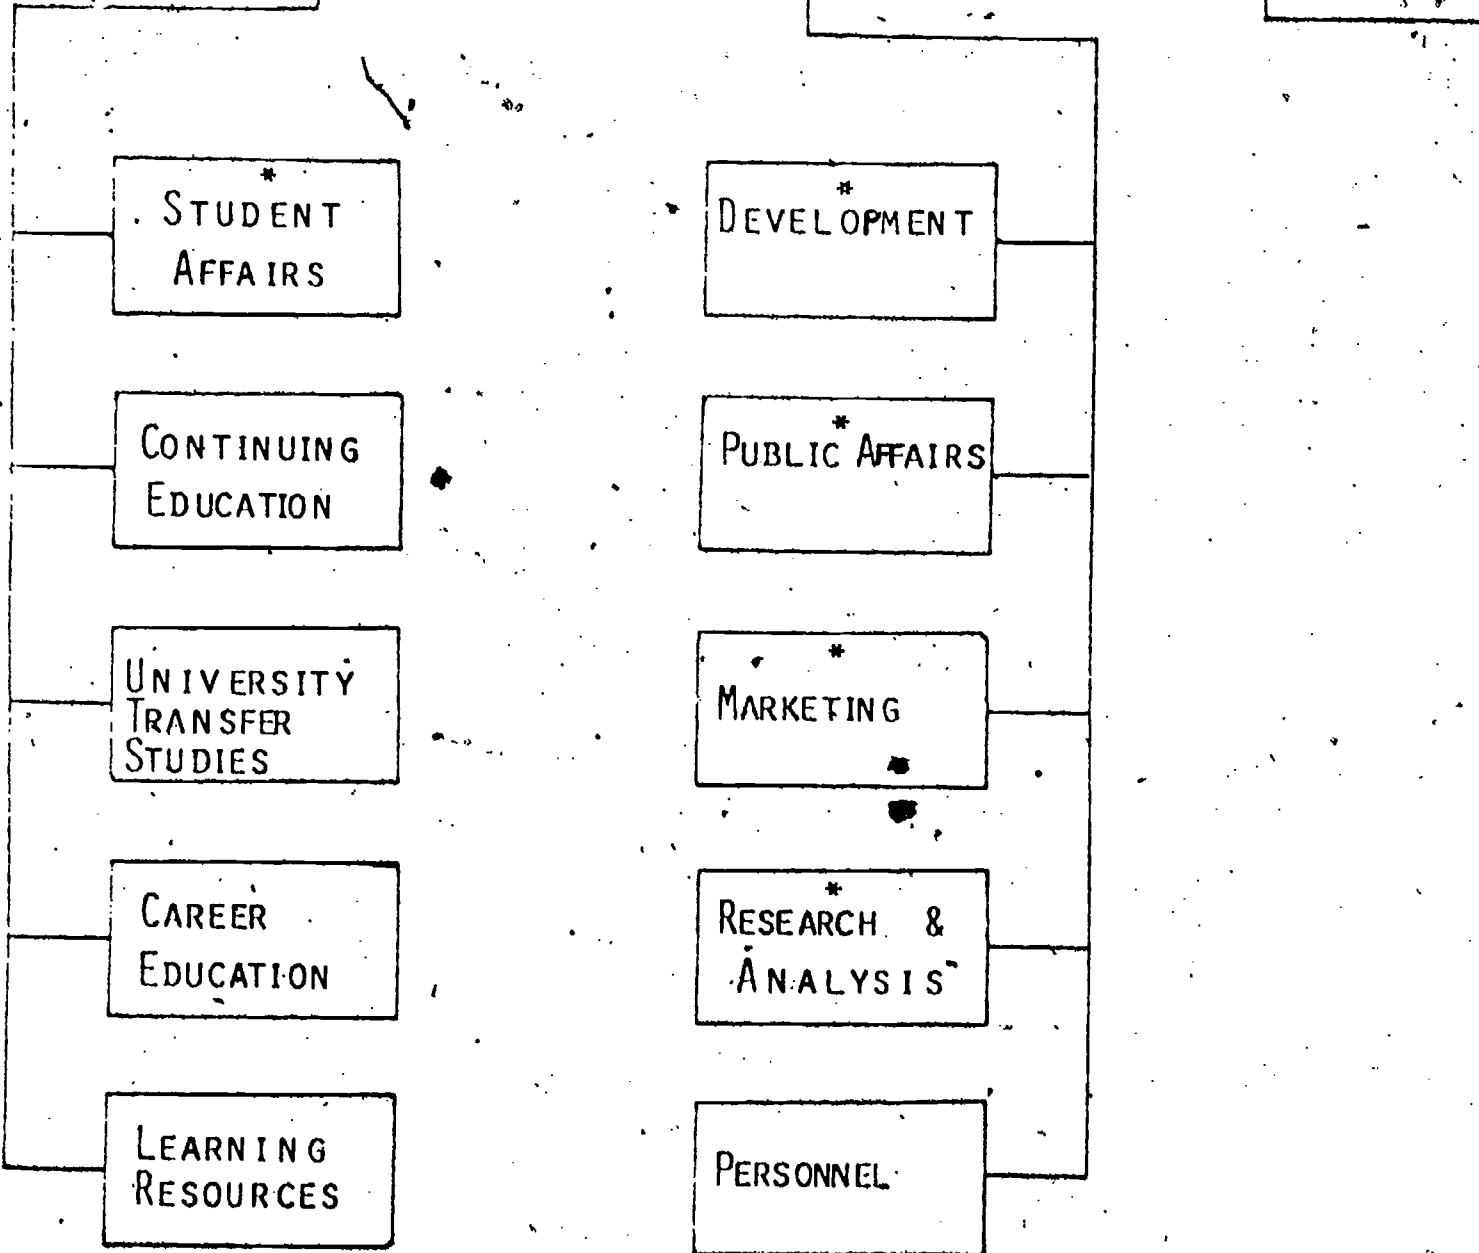 *
STUDENT
AFFAIRS
CONTINUING
EDUCATION
UNIVERSITY
TRANSFER
STUDIES
CAREER
EDUCATION
LEARNING
RESOURCES
*
DEVELOPMENT
*
PUBLIC AFFAIRS
*
MARKETING
*
RESEARCH &
ANALYSIS
PERSONNEL